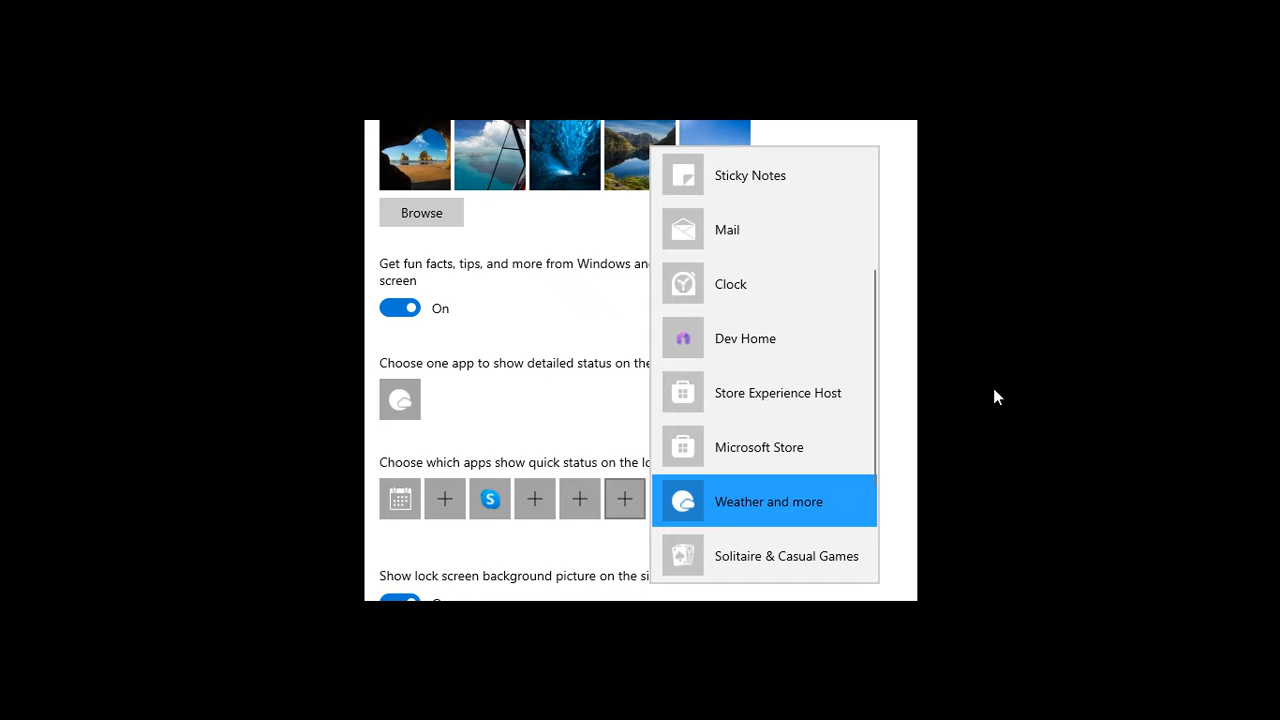 Browse
Get fun facts, tips, and more from Windows an
screen
On
Choose one app to show detailed status on the
Choose which apps show quick status on the lo
S
Show lock screen background picture on the si
Sticky Notes
Mail
Clock
Dev Home
Store Experience Host
Microsoft Store
Weather and more
Solitaire & Casual Games